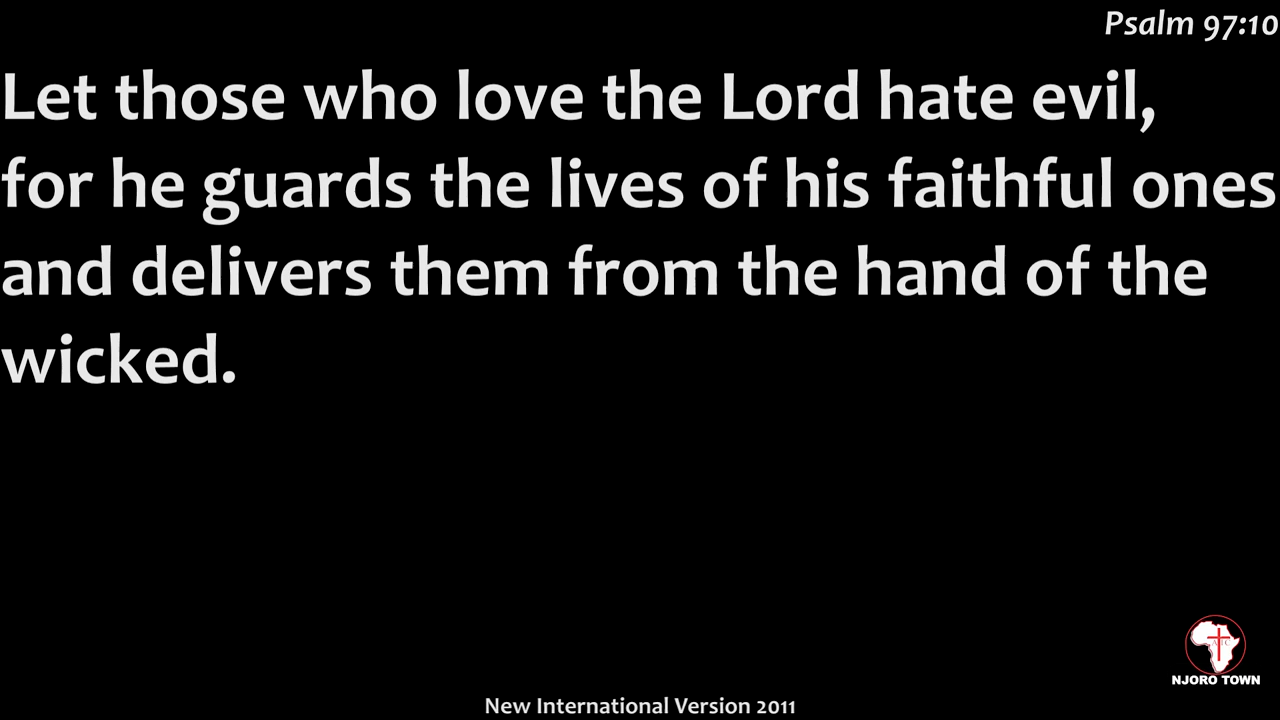 Psalm 97:10
Let those who love the Lord hate evil,
for he guards the lives of his faithful ones
and delivers them from the hand of the
wicked.
NJORO TOWN
New International Version 2011